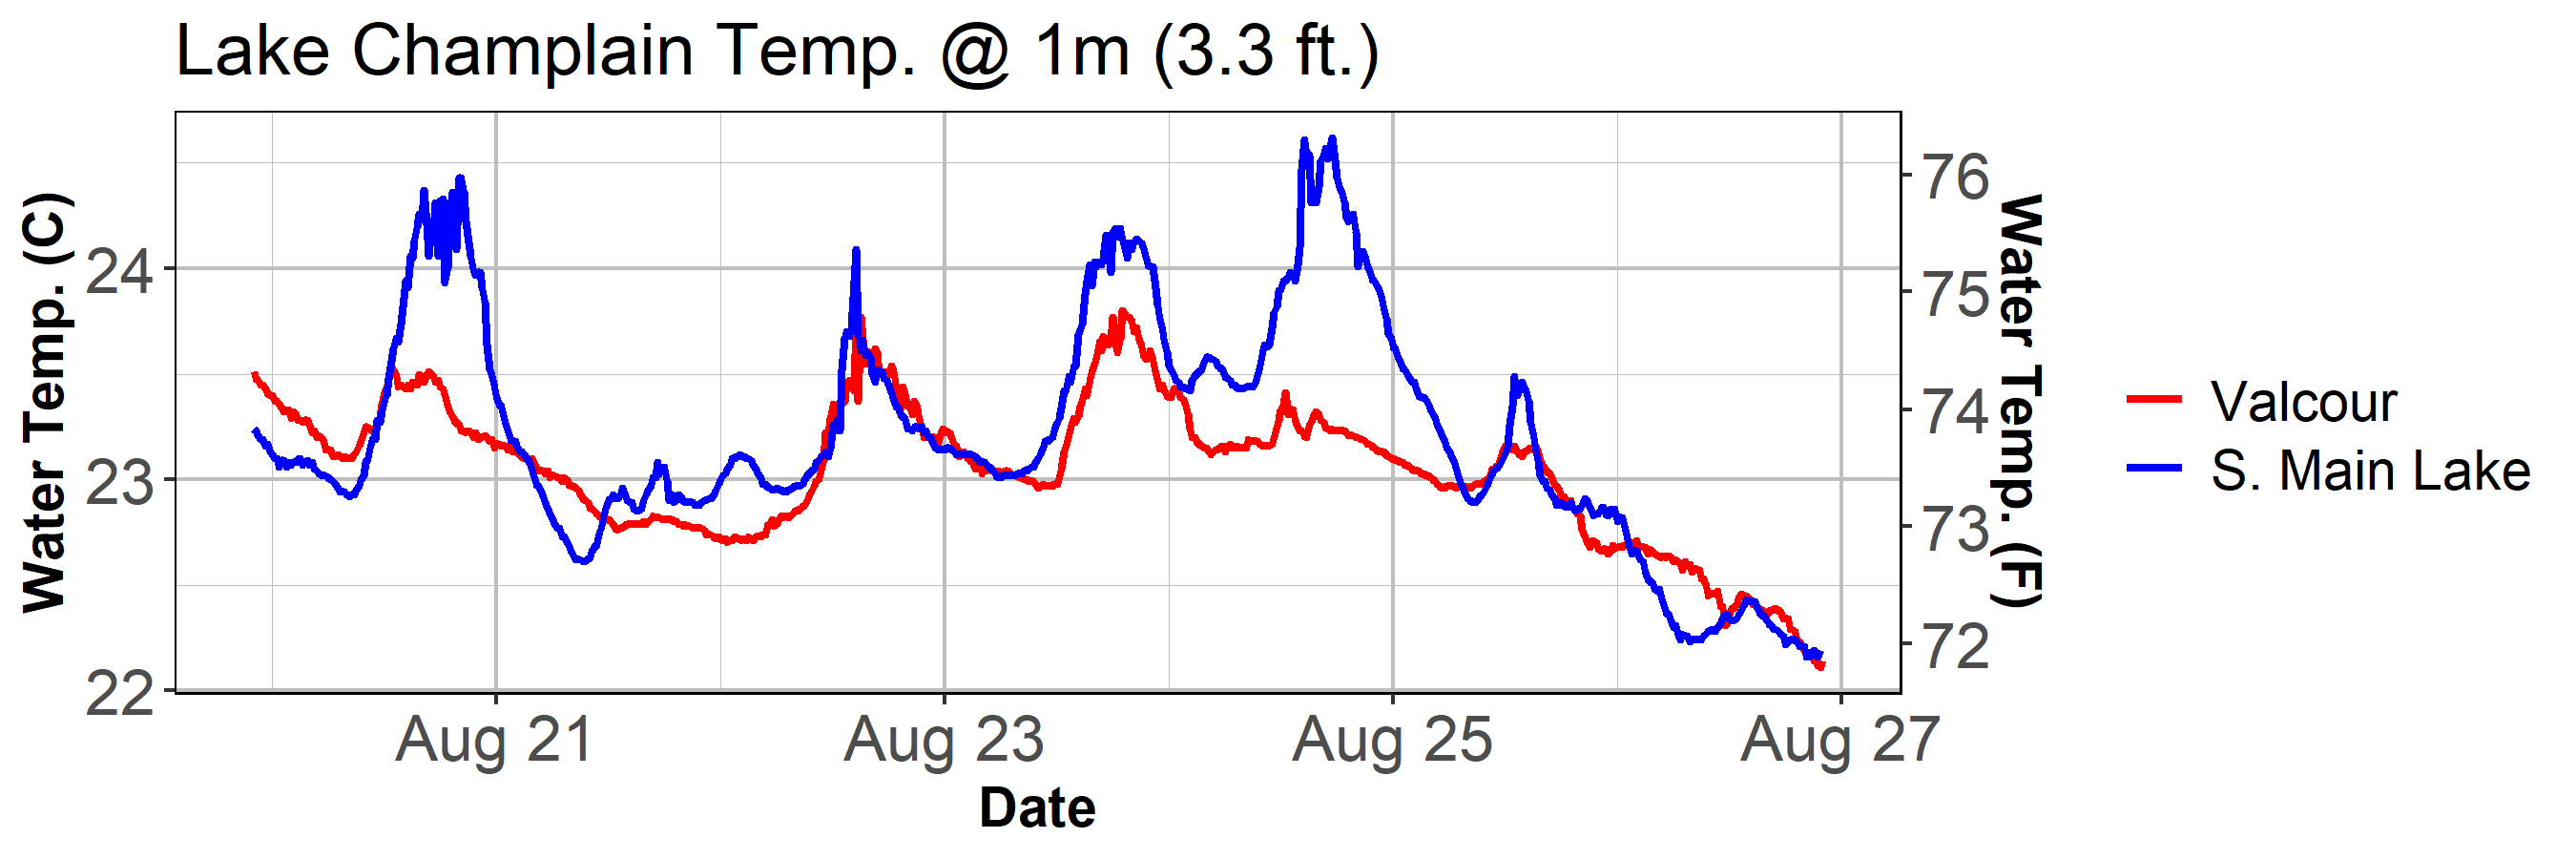 Lake Champlain Temp. @ 1m (3.3 ft.)
Water Temp. (C)
24
23
22
76
75
74
73
72
Water Temp. (F)
Aug 21
Aug 23
Aug 25
Aug 27
Date
Valcour
S. Main Lake